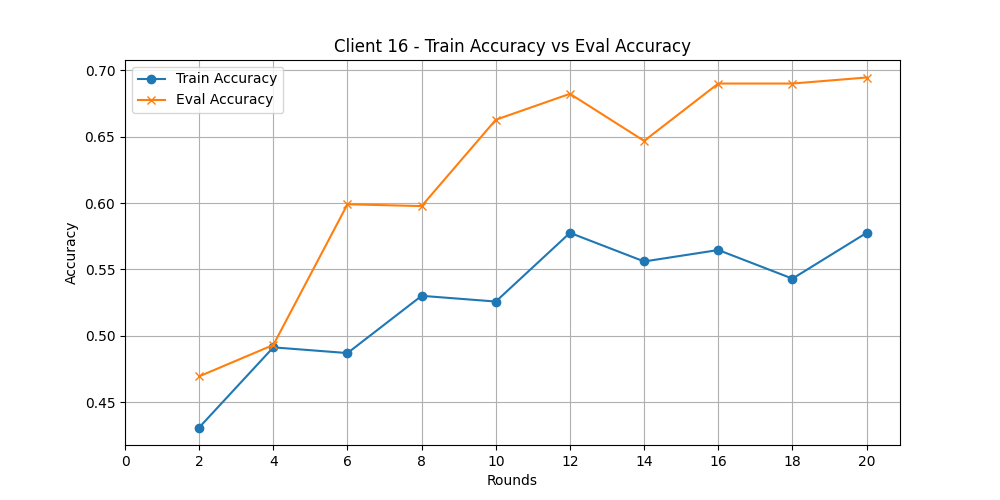 Client 16 - Train Accuracy vs Eval Accuracy
Train Accuracy
Eval Accuracy
0.70
0.65
0.60
0.55
0.50
0.45
Accuracy
0 2 4 6 8 10 12 14 16 18 20
Rounds